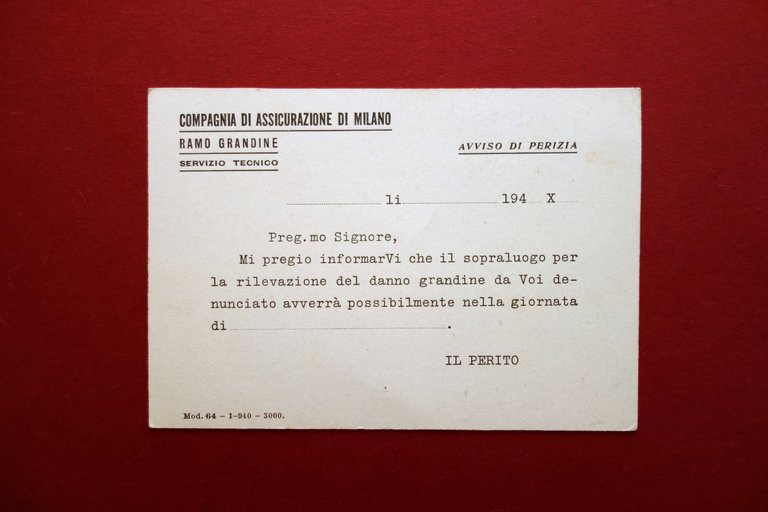 COMPAGNIA DI ASSICURAZIONE DI MILANO
RAMO GRANDINE
SERVIZIO TECNICO
AVVISO DI PERIZIA
li 194 X
Preg.mo Signore,
Mi pregio informarVi che il sopraluogo per
la rilevazione del danno grandine da Voi de-
nunciato avverrà possibilmente nella giornata
di .
IL PERITO
Mod. 64 – 1-940 – 3000.